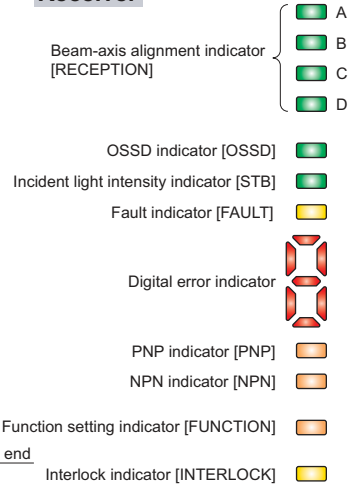 Receiver
A
Beam-axis alignment indicator
[RECEPTION]
B
C
D
OSSD indicator [OSSD]
Incident light intensity indicator [STB]
Fault indicator [FAULT]
Digital error indicator
PNP indicator [PNP]
NPN indicator [NPN]
Function setting indicator [FUNCTION]
end
Interlock indicator [INTERLOCK]